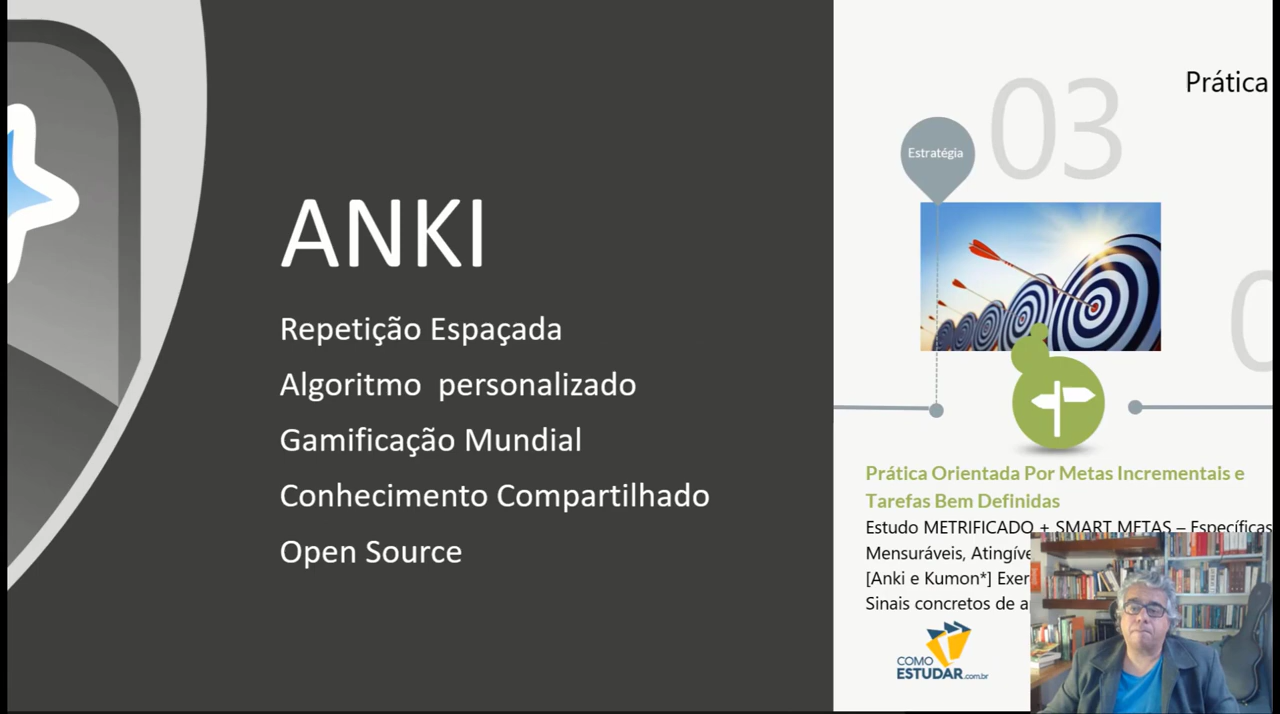 ANKI
Repetição Espaçada
Algoritmo personalizado
Gamificação Mundial
Conhecimento Compartilhado
Open Source
Prática
03
Estratégia
Prática Orientada Por Metas Incrementais e
Tarefas Bem Definidas
Estudo METRIFICADO + SMART METAS – Específicas
Mensuráveis, Atingíve
[Anki e Kumon*] Exer
Sinais concretos de a
COMO
ESTUDAR.com.br